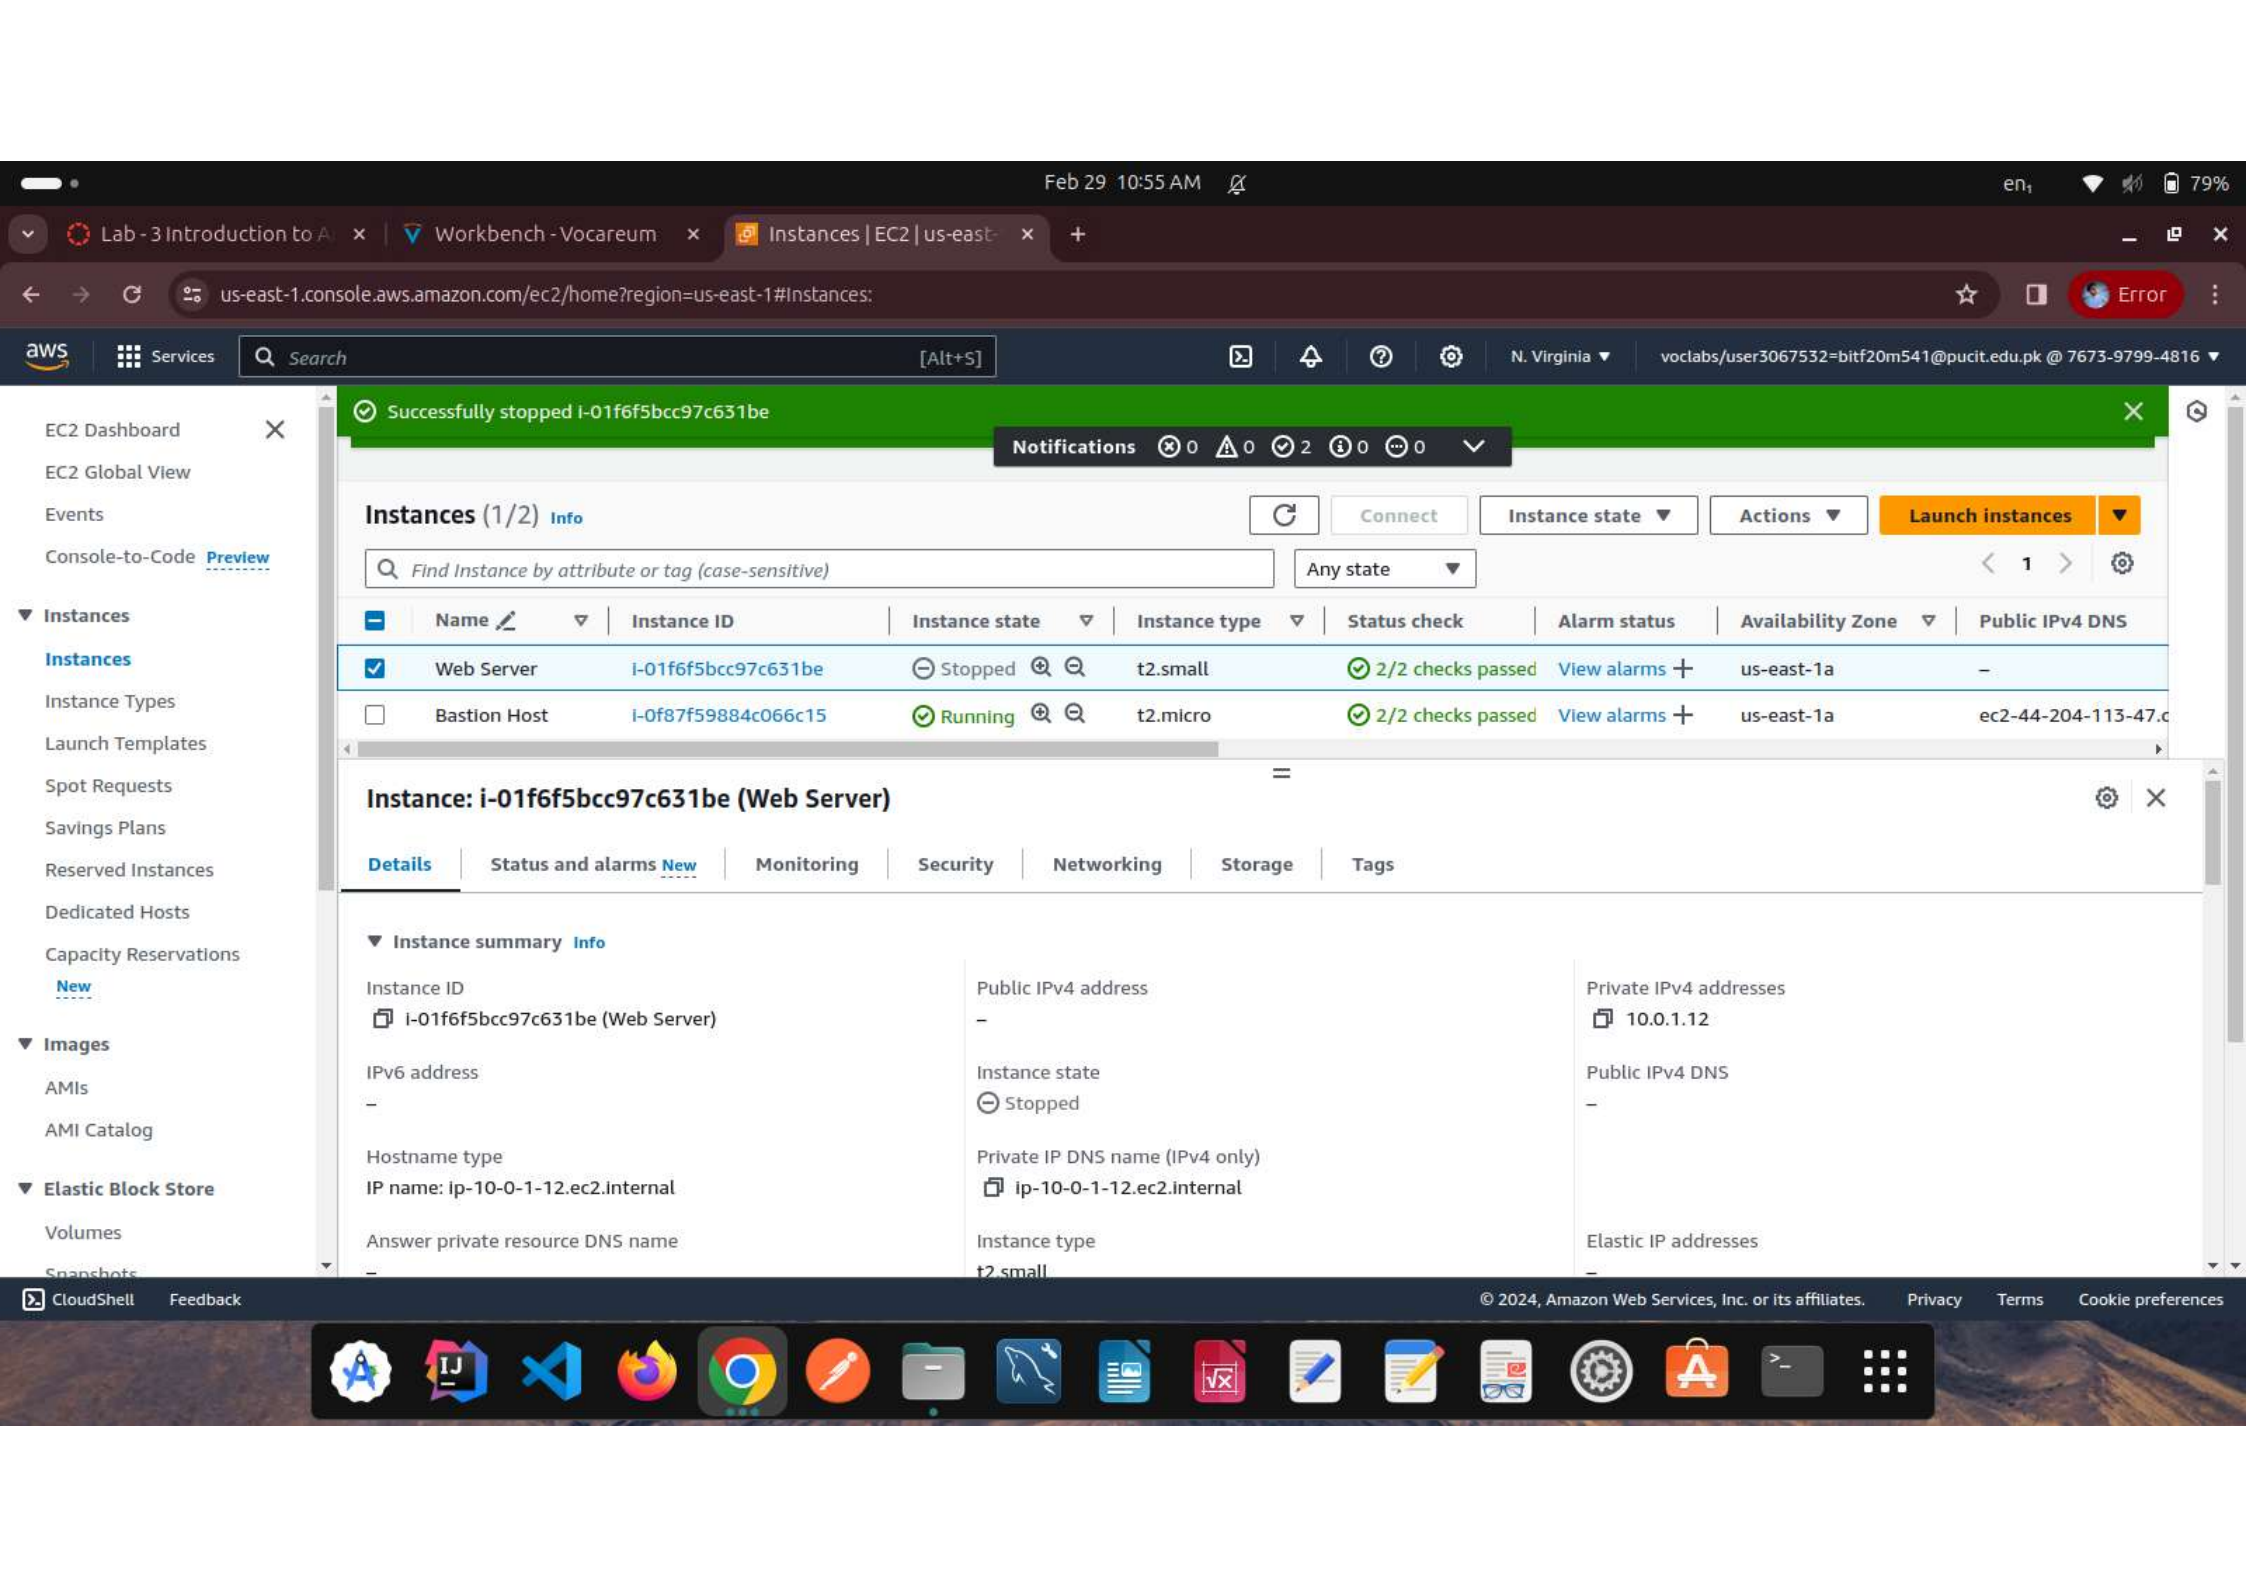 Feb 29 10:55 AM
en₁ 79%
Lab - 3 Introduction to A
Workbench - Vocareum
Instances | EC2 | us-east-
us-east-1.console.aws.amazon.com/ec2/home?region=us-east-1#Instances:
Error
aws Services Search [Alt+S] N. Virginia ▼ voclabs/user3067532=bitf20m541@pucit.edu.pk @ 7673-9799-4816 ▼
EC2 Dashboard
EC2 Global View
Events
Console-to-Code Preview
Instances
Instances
Instance Types
Launch Templates
Spot Requests
Savings Plans
Reserved Instances
Dedicated Hosts
Capacity Reservations
New
Images
AMIs
AMI Catalog
Elastic Block Store
Volumes
Snapshots
Successfully stopped i-01f6f5bcc97c631be
Notifications 0 0 2 0 0
Instances (1/2) Info
Connect Instance state ▼ Actions ▼ Launch instances ▼
Find Instance by attribute or tag (case-sensitive) Any state ▼ 1
Name Instance ID Instance state Instance type Status check Alarm status Availability Zone Public IPv4 DNS
Web Server i-01f6f5bcc97c631be Stopped t2.small 2/2 checks passed View alarms + us-east-1a –
Bastion Host i-0f87f59884c066c15 Running t2.micro 2/2 checks passed View alarms + us-east-1a ec2-44-204-113-47.c
Instance: i-01f6f5bcc97c631be (Web Server)
Details Status and alarms New Monitoring Security Networking Storage Tags
Instance summary Info
Instance ID Public IPv4 address Private IPv4 addresses
i-01f6f5bcc97c631be (Web Server) – 10.0.1.12
IPv6 address Instance state Public IPv4 DNS
– Stopped –
Hostname type Private IP DNS name (IPv4 only)
IP name: ip-10-0-1-12.ec2.internal ip-10-0-1-12.ec2.internal
Answer private resource DNS name Instance type Elastic IP addresses
– t2.small –
CloudShell Feedback © 2024, Amazon Web Services, Inc. or its affiliates. Privacy Terms Cookie preferences
IJ
√x
>_